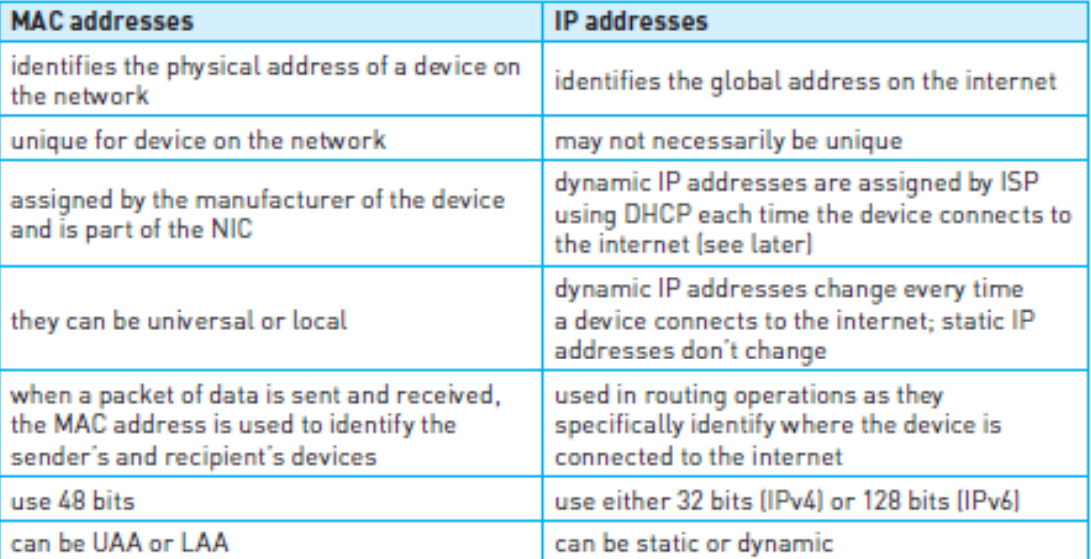 MAC addresses
IP addresses
identifies the physical address of a device on
the network
identifies the global address on the internet
unique for device on the network
may not necessarily be unique
assigned by the manufacturer of the device
and is part of the NIC
dynamic IP addresses are assigned by ISP
using DHCP each time the device connects to
the internet (see later)
they can be universal or local
dynamic IP addresses change every time
a device connects to the internet; static IP
addresses don't change
when a packet of data is sent and received,
the MAC address is used to identify the
sender's and recipient's devices
used in routing operations as they
specifically identify where the device is
connected to the internet
use 48 bits
use either 32 bits (IPv4) or 128 bits (IPv6)
can be UAA or LAA
can be static or dynamic